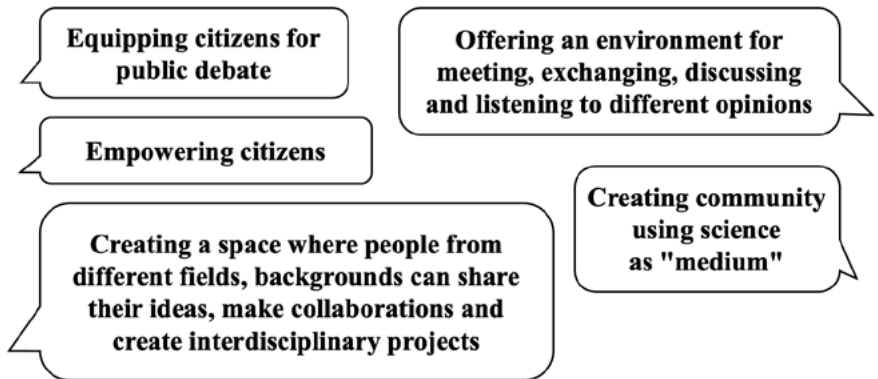 Equipping citizens for
public debate
Offering an environment for
meeting, exchanging, discussing
and listening to different opinions
Empowering citizens
Creating community
using science
as "medium"
Creating a space where people from
different fields, backgrounds can share
their ideas, make collaborations and
create interdisciplinary projects